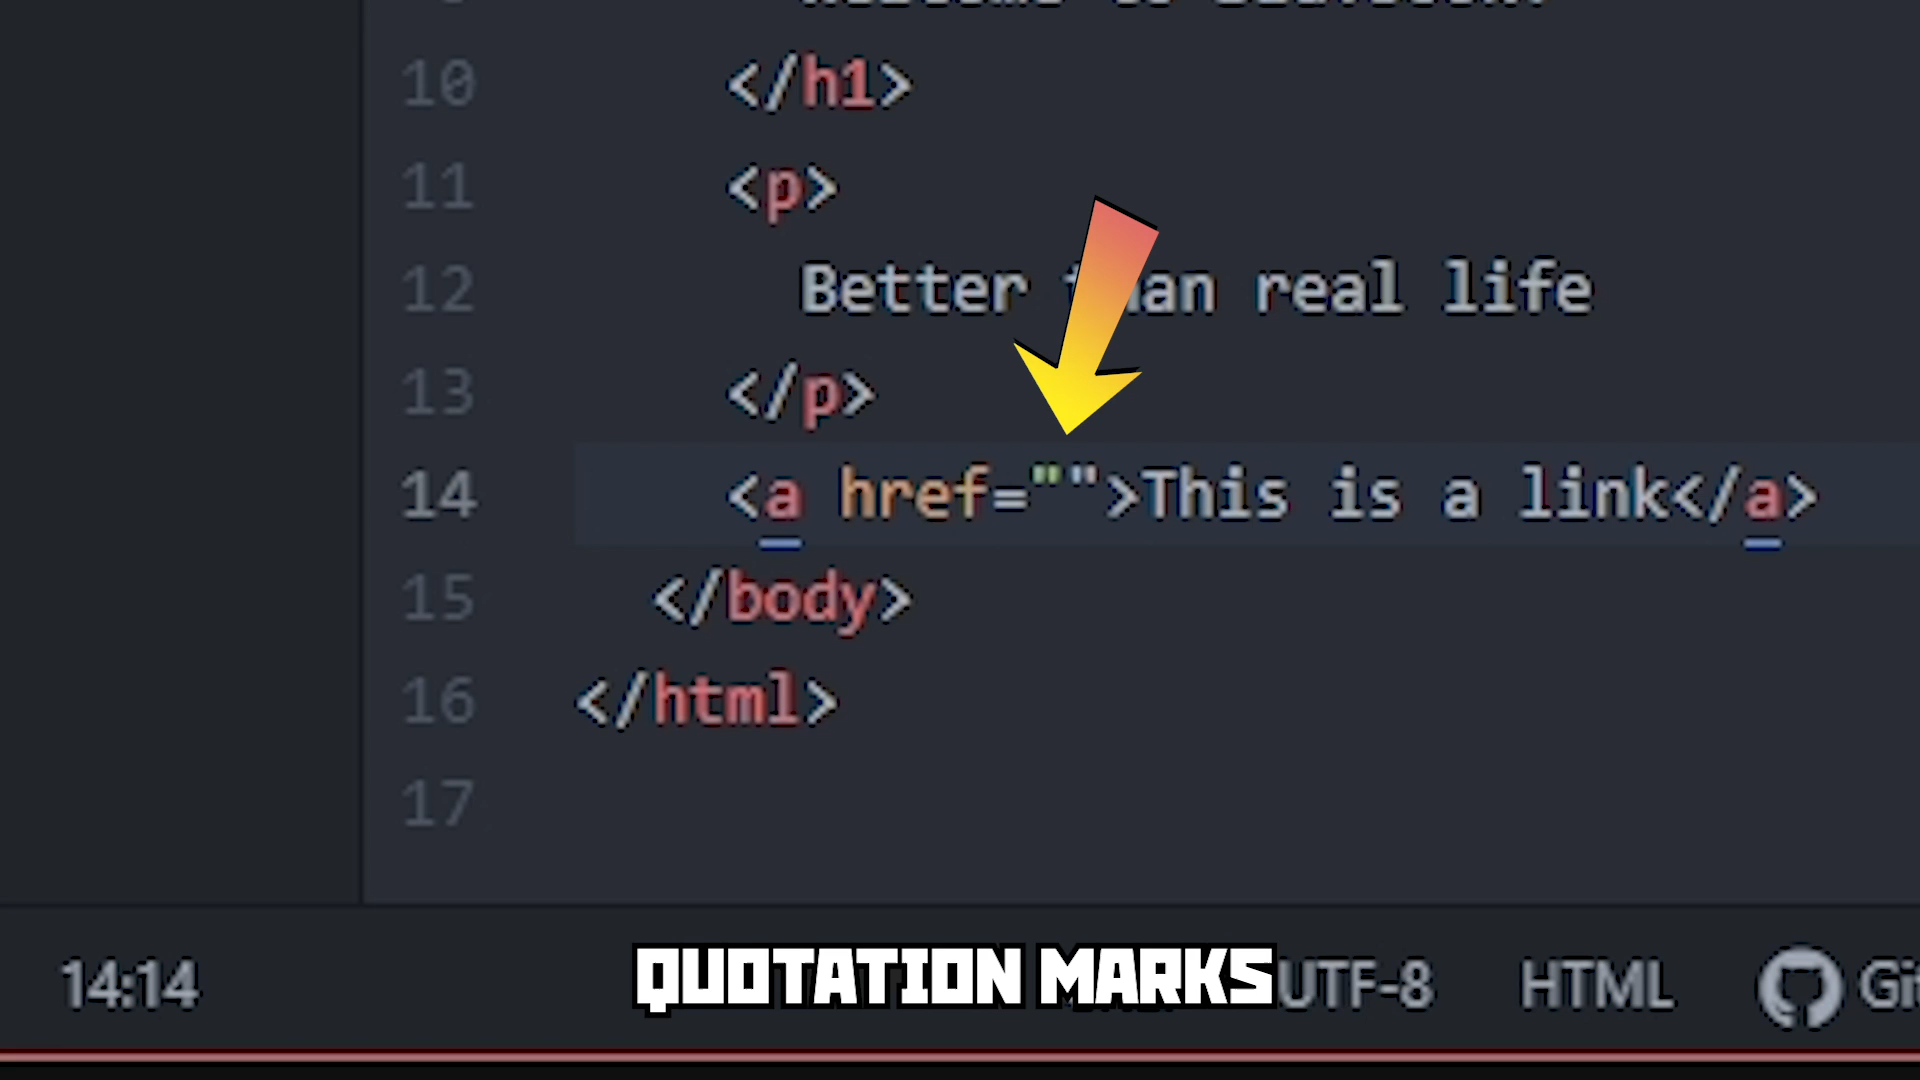 10 </h1>
11 <p>
12 Better than real life
13 </p>
14 <a href="">This is a link</a>
15 </body>
16 </html>
17
14:14 QUOTATION MARKS UTF-8 HTML